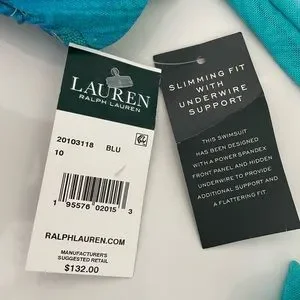 LAUREN
RALPH LAUREN
20103118 BLU
10
1 95576 02015 3
RALPHLAUREN.COM
MANUFACTURER'S
SUGGESTED RETAIL
$132.00
SLIMMING FIT
WITH
UNDERWIRE
SUPPORT
THIS SWIMSUIT
HAS BEEN DESIGNED
WITH A POWER SPANDEX
FRONT PANEL AND HIDDEN
UNDERWIRE TO PROVIDE
ADDITIONAL SUPPORT AND
A FLATTERING FIT.